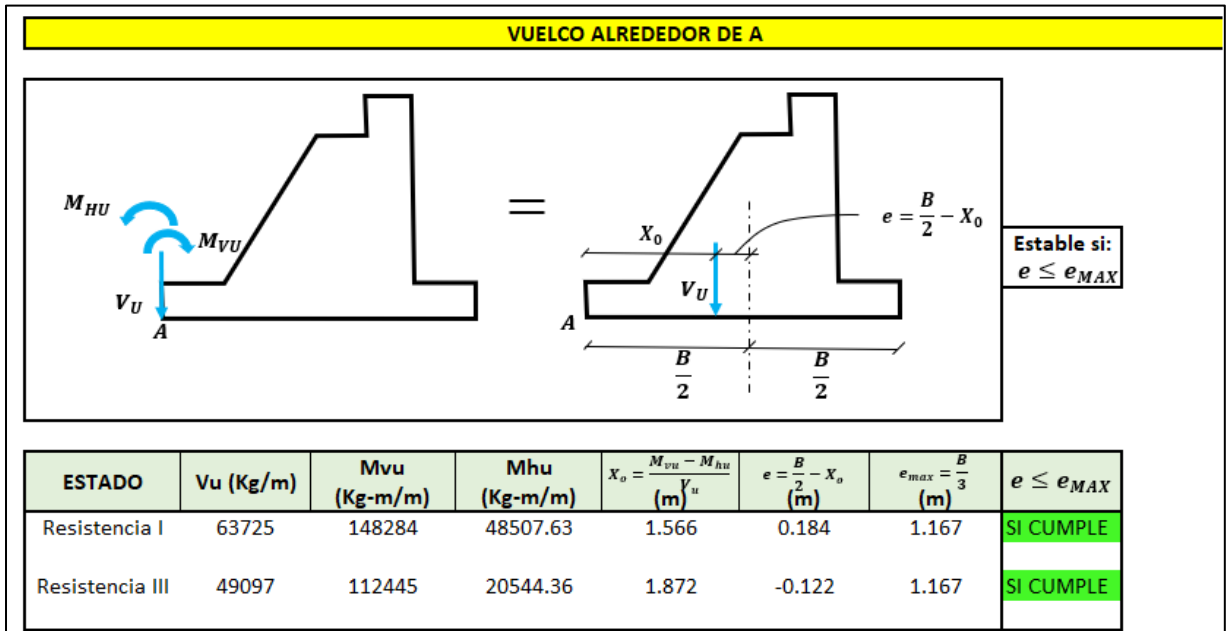 VUELCO ALREDEDOR DE A
M_HU
M_VU
V_U
A
=
X_0
e = B/2 − X_0
V_U
A
B/2
B/2
Estable si:
e ≤ e_MAX
ESTADO Vu (Kg/m) Mvu (Kg-m/m) Mhu (Kg-m/m) X_o = (M_vu − M_hu)/V_u (m) e = B/2 − X_o (m) e_max = B/3 (m) e ≤ e_MAX
Resistencia I 63725 148284 48507.63 1.566 0.184 1.167 SI CUMPLE
Resistencia III 49097 112445 20544.36 1.872 -0.122 1.167 SI CUMPLE